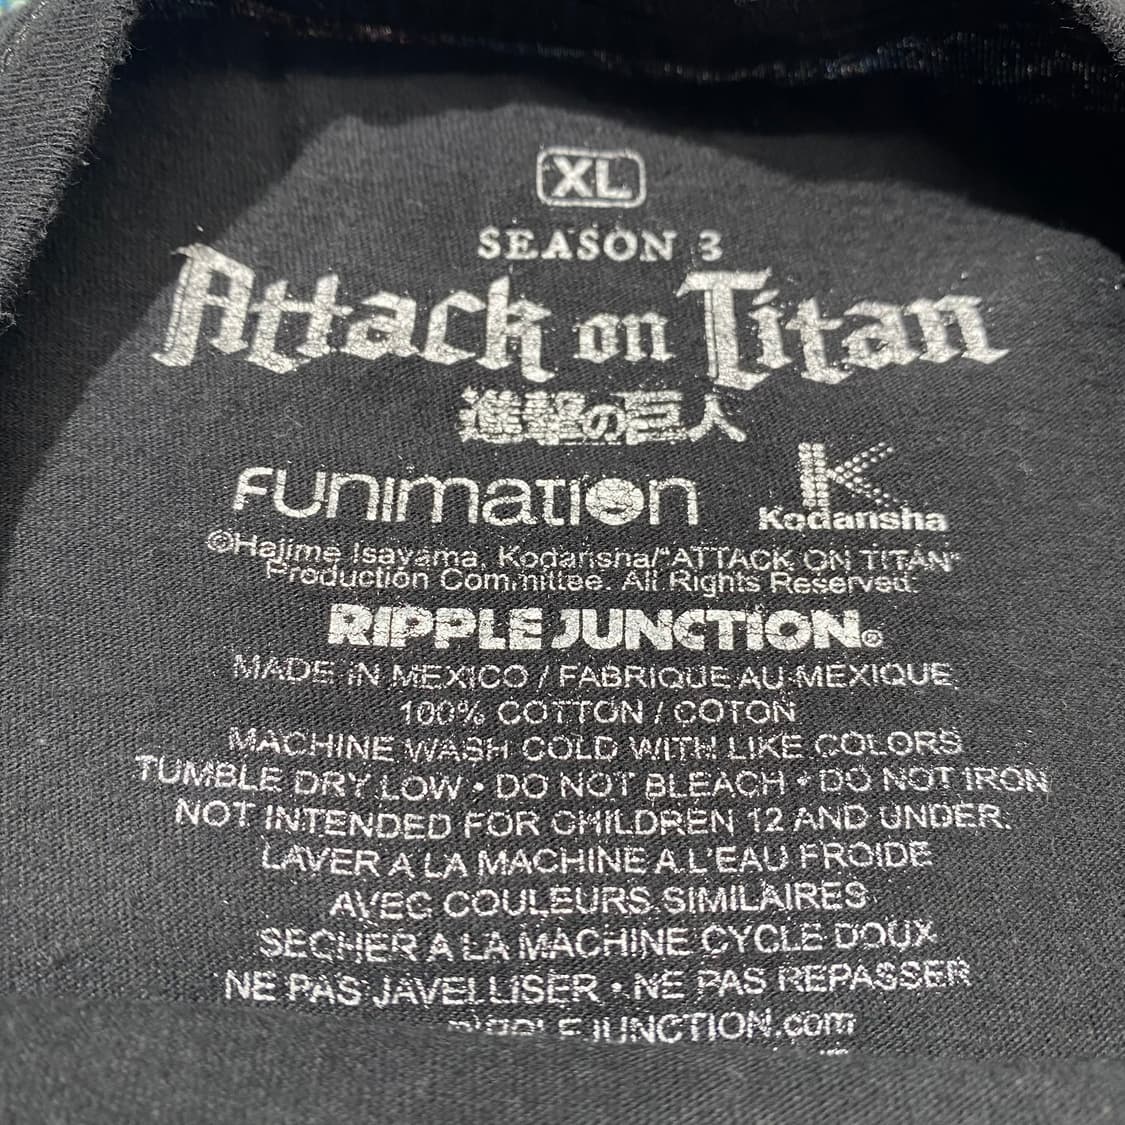 XL
SEASON 3
Attack on Titan
進撃の巨人
FUNIMATION
Kodansha
©Hajime Isayama, Kodansha/"ATTACK ON TITAN"
Production Committee. All Rights Reserved.
RIPPLE JUNCTION®
MADE IN MEXICO / FABRIQUE AU MEXIQUE
100% COTTON / COTON
MACHINE WASH COLD WITH LIKE COLORS
TUMBLE DRY LOW • DO NOT BLEACH • DO NOT IRON
NOT INTENDED FOR CHILDREN 12 AND UNDER.
LAVER A LA MACHINE A L'EAU FROIDE
AVEC COULEURS SIMILAIRES
SECHER A LA MACHINE CYCLE DOUX
NE PAS JAVELLISER • NE PAS REPASSER
RIPPLEJUNCTION.com